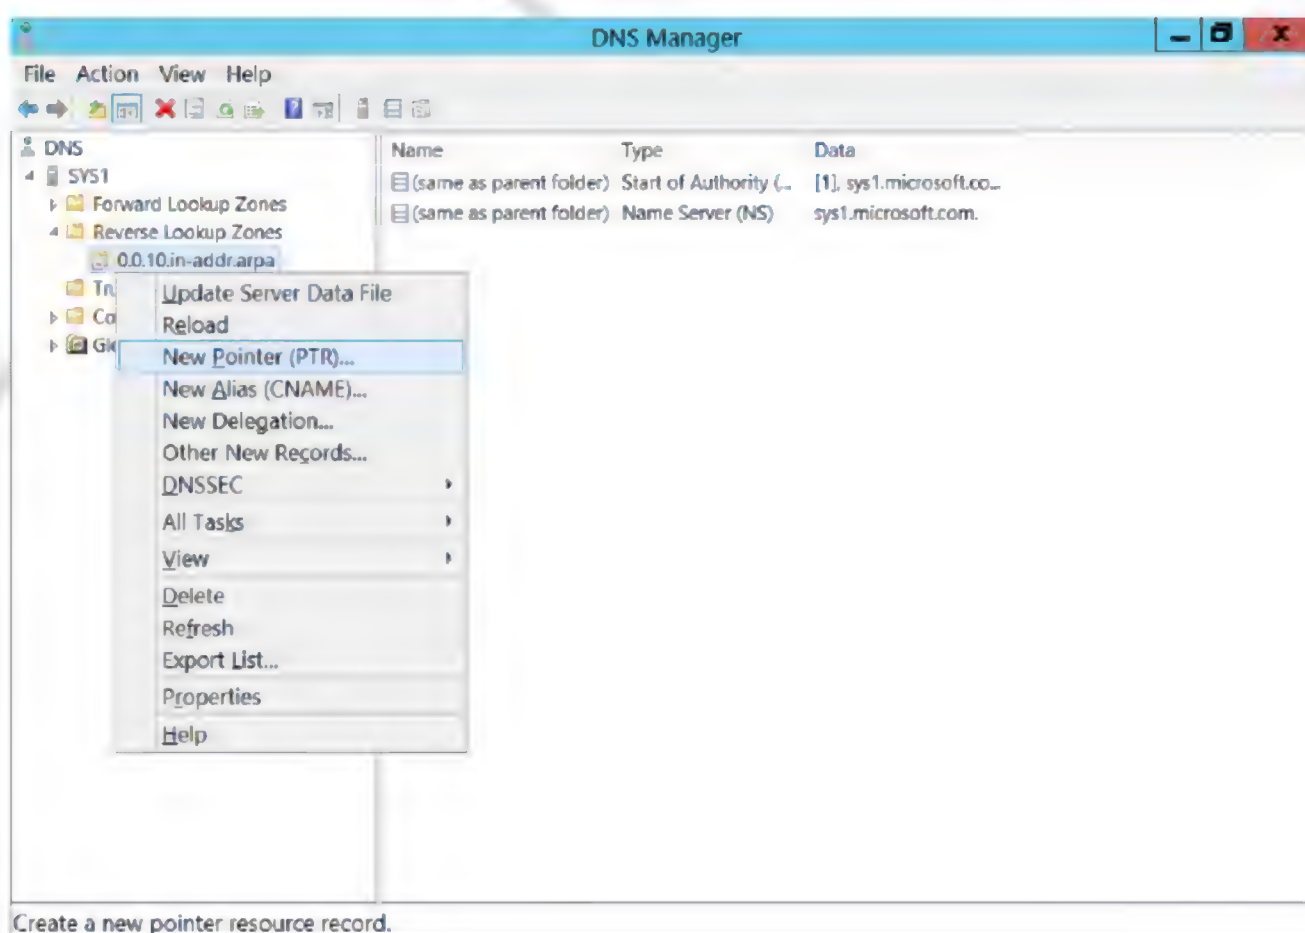 DNS Manager
File Action View Help
DNS
SYS1
Forward Lookup Zones
Reverse Lookup Zones
0.0.10.in-addr.arpa
Tr
Co
Gl
Name Type Data
(same as parent folder) Start of Authority (... [1], sys1.microsoft.co...
(same as parent folder) Name Server (NS) sys1.microsoft.com.
Update Server Data File
Reload
New Pointer (PTR)...
New Alias (CNAME)...
New Delegation...
Other New Records...
DNSSEC
All Tasks
View
Delete
Refresh
Export List...
Properties
Help
Create a new pointer resource record.